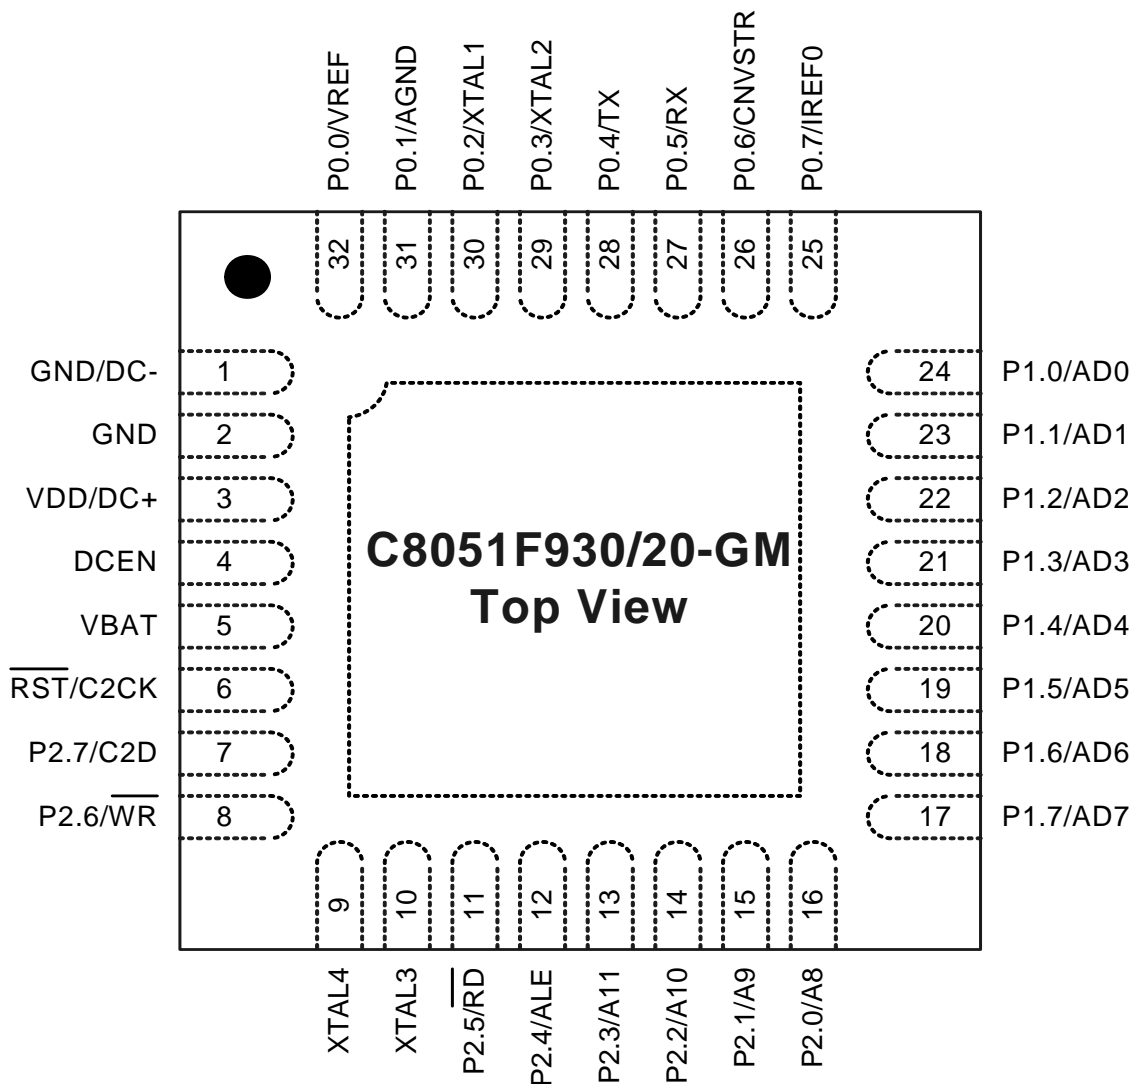 P0.0/VREF
P0.1/AGND
P0.2/XTAL1
P0.3/XTAL2
P0.4/TX
P0.5/RX
P0.6/CNVSTR
P0.7/IREF0
32
31
30
29
28
27
26
25
GND/DC-
1
GND
2
VDD/DC+
3
DCEN
4
VBAT
5
R̅S̅T̅/C2CK
6
P2.7/C2D
7
P2.6/W̅R̅
8
C8051F930/20-GM
Top View
24
P1.0/AD0
23
P1.1/AD1
22
P1.2/AD2
21
P1.3/AD3
20
P1.4/AD4
19
P1.5/AD5
18
P1.6/AD6
17
P1.7/AD7
9
10
11
12
13
14
15
16
XTAL4
XTAL3
P2.5/R̅D̅
P2.4/ALE
P2.3/A11
P2.2/A10
P2.1/A9
P2.0/A8